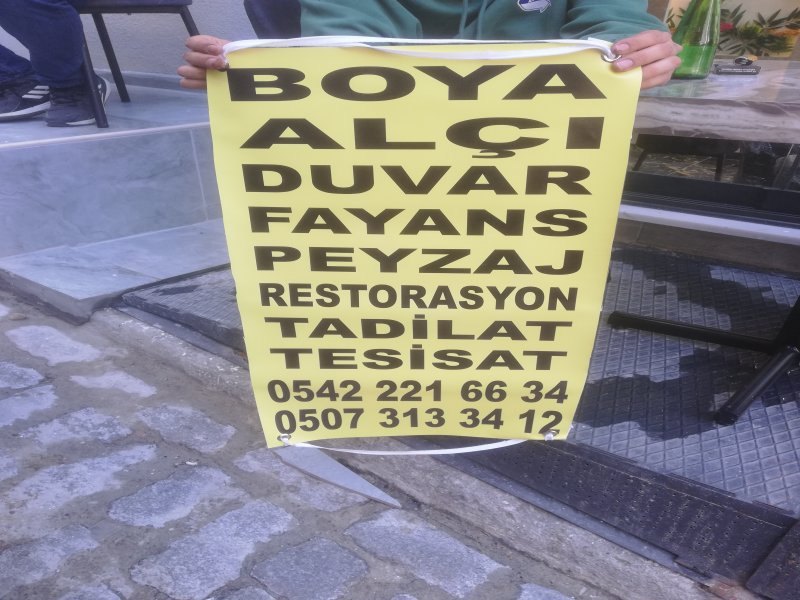 BOYA
ALÇI
DUVAR
FAYANS
PEYZAJ
RESTORASYON
TADİLAT
TESİSAT
0542 221 66 34
0507 313 34 12